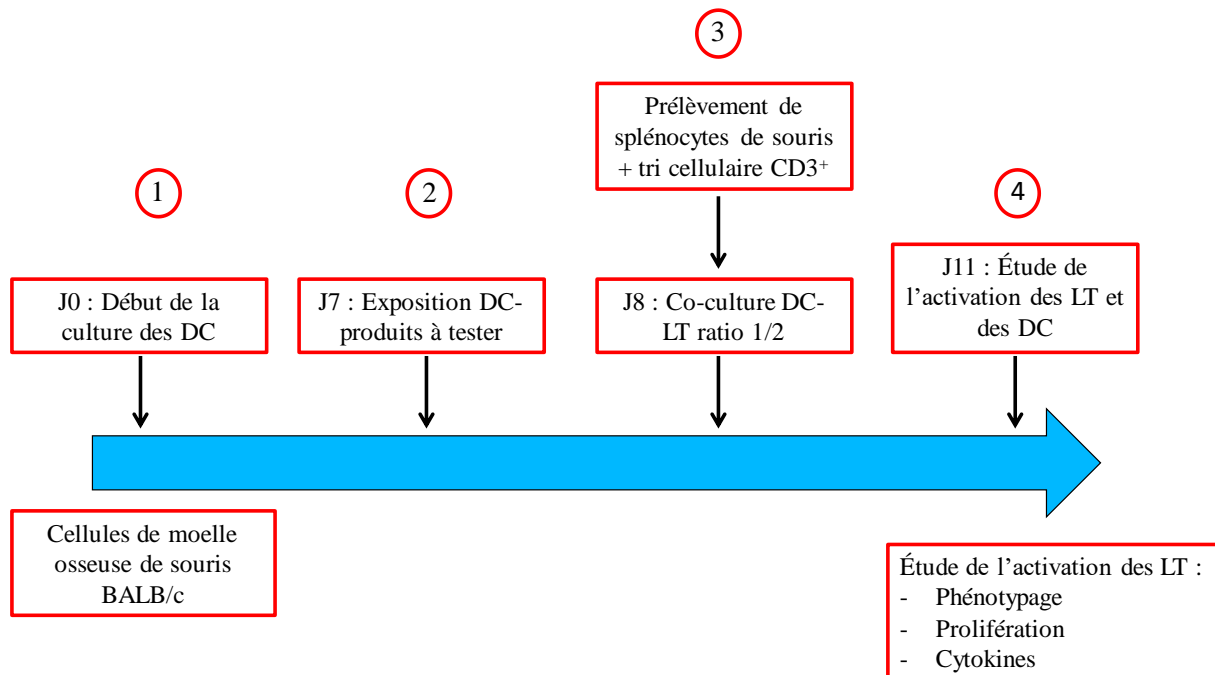 3
Prélèvement de
splénocytes de souris
+ tri cellulaire CD3⁺
1
2
4
J0 : Début de la
culture des DC
J7 : Exposition DC-
produits à tester
J8 : Co-culture DC-
LT ratio 1/2
J11 : Étude de
l’activation des LT et
des DC
Cellules de moelle
osseuse de souris
BALB/c
Étude de l’activation des LT :
- Phénotypage
- Prolifération
- Cytokines